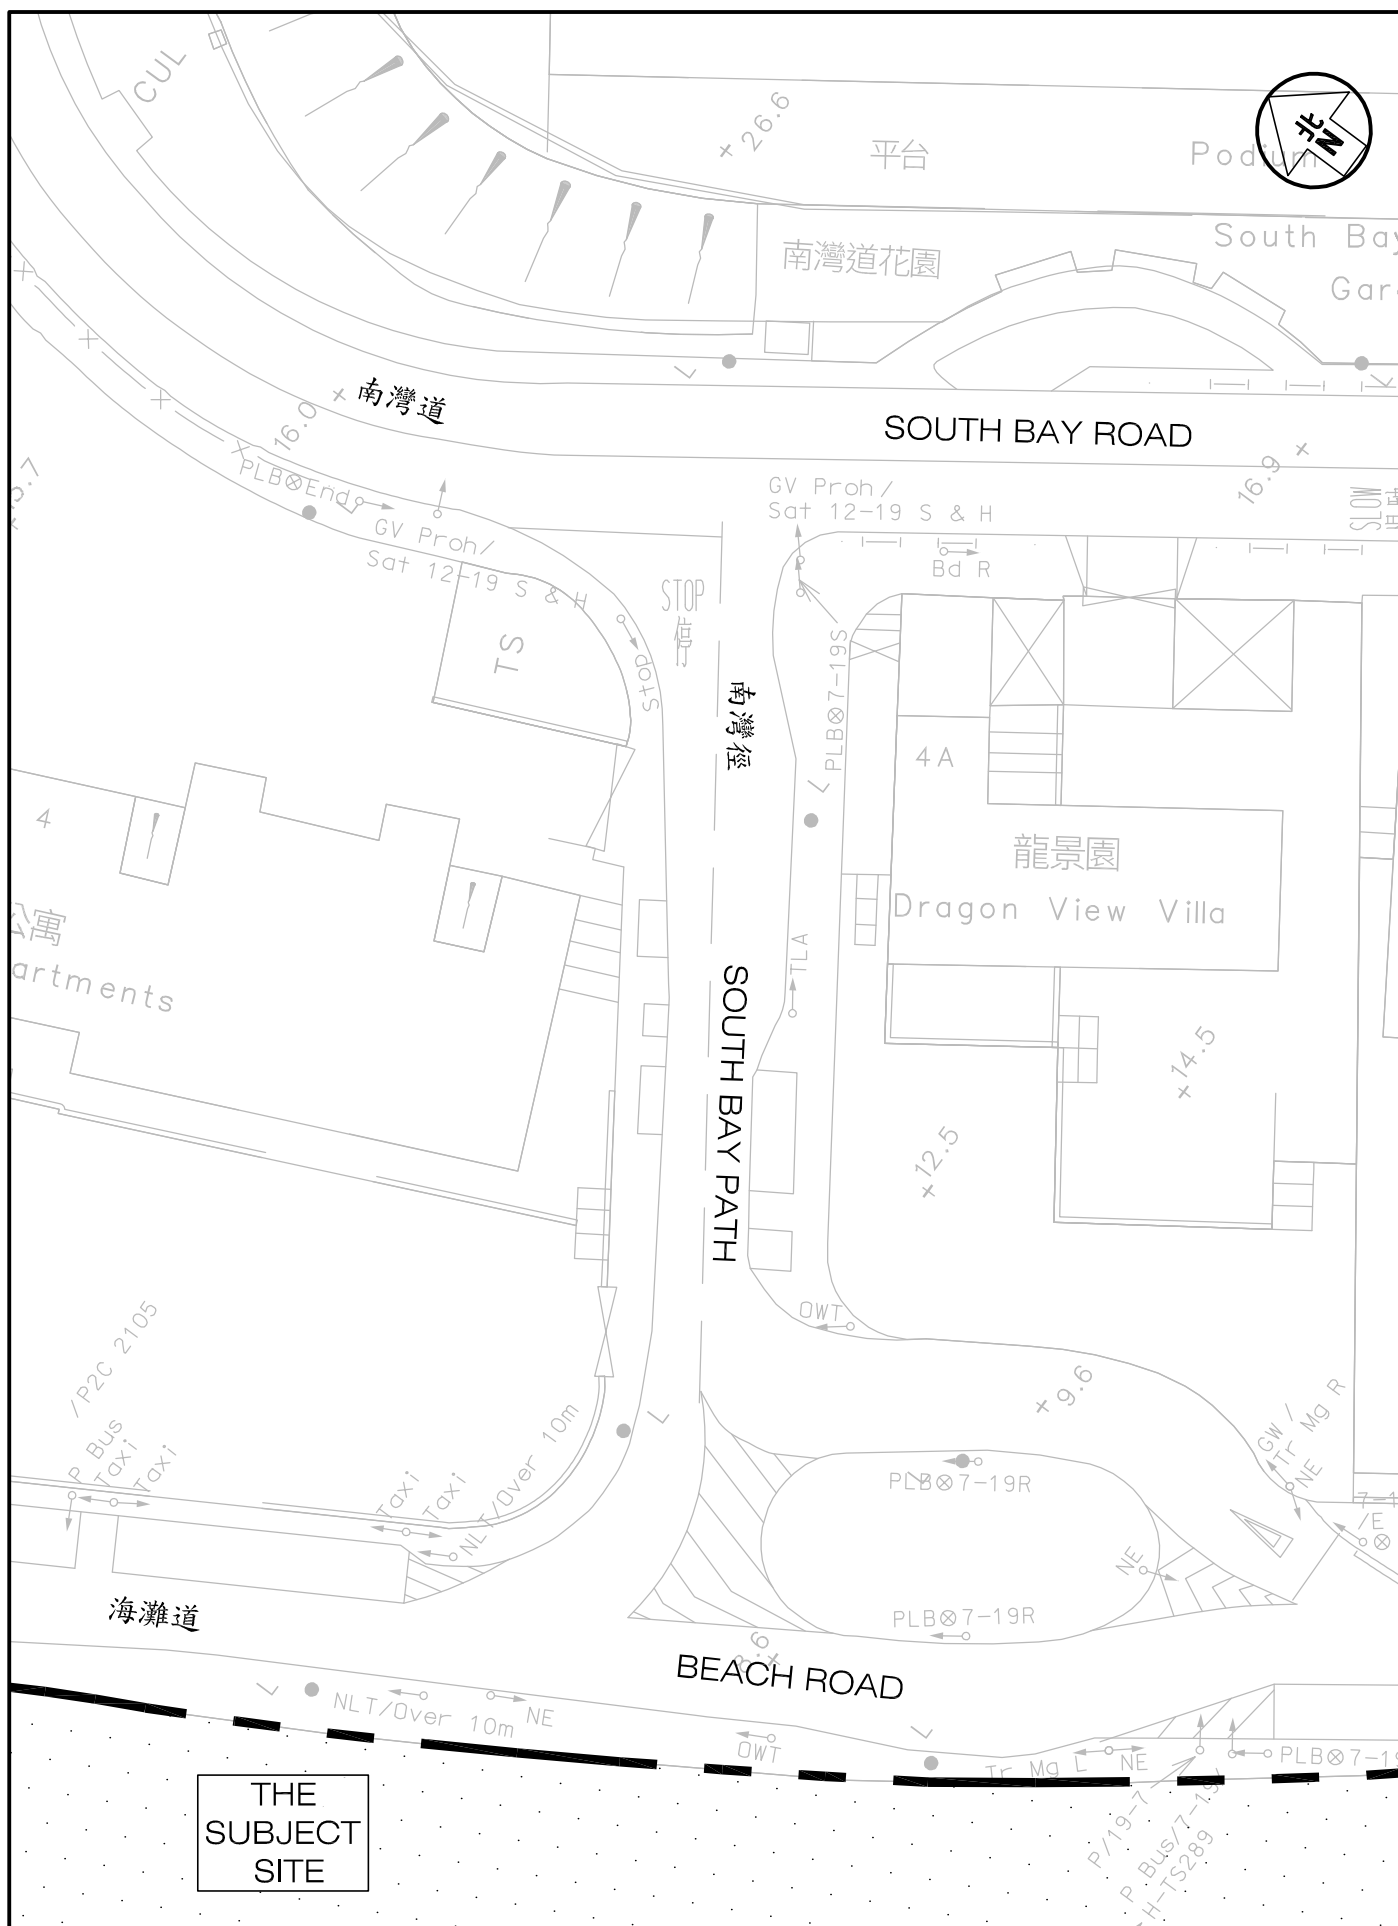 CUL
+ 26.6
平台
Podium
北
N
南灣道花園
South Bay
L
南灣道
16.0
SOUTH BAY ROAD
16.9
SLOW
PLB⊗End
L
GV Proh/
Sat 12-19 S & H
GV Proh/
Sat 12-19 S & H
Bd R
STOP
停
TS
Stop
PLB⊗7-19S
南灣徑
4A
L
4
龍景園
Dragon View Villa
公寓
artments
TLA
SOUTH BAY PATH
14.5
12.5
OWT
/P2C 2105
P Bus
Taxi
Taxi
Taxi
Taxi
NLT/Over 10m
L
9.6
GW /
Tr Mg R
NE
PLB⊗7-19R
L
/E ⊗
NE
海灘道
PLB⊗7-19R
8.6
BEACH ROAD
L
NLT/Over 10m
NE
OWT
L
Tr Mg L
NE
PLB⊗7-19
P/19-7
P Bus/7-19/
H-TS289
THE
SUBJECT
SITE